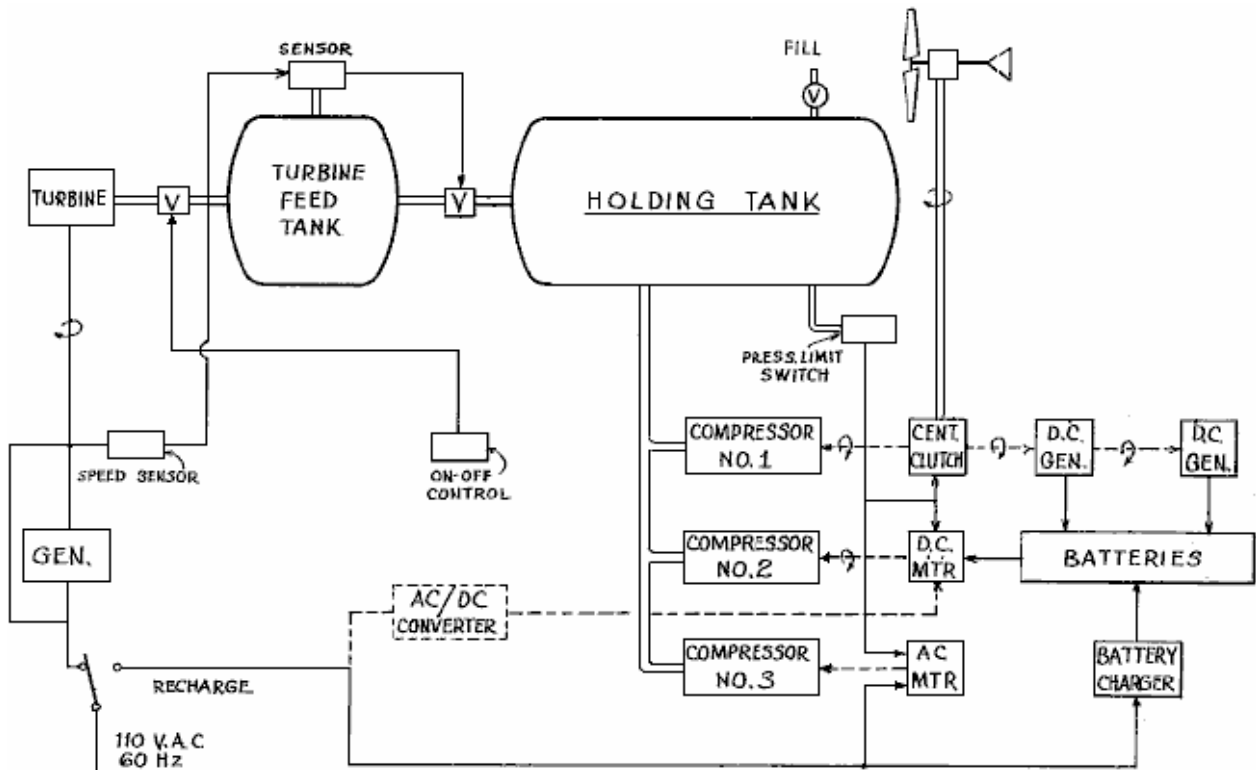 SENSOR
FILL
V
TURBINE
FEED
TANK
TURBINE
V
V
HOLDING TANK
PRESS. LIMIT
SWITCH
COMPRESSOR
NO.1
CENT.
CLUTCH
D.C.
GEN.
D.C.
GEN.
SPEED SENSOR
ON-OFF
CONTROL
GEN.
COMPRESSOR
NO.2
D.C.
MTR
BATTERIES
AC/DC
CONVERTER
COMPRESSOR
NO.3
AC
MTR
BATTERY
CHARGER
RECHARGE
110 V.A.C
60 Hz